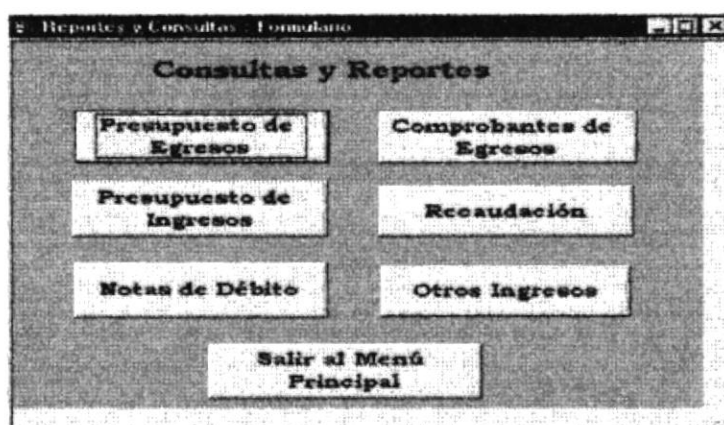 Reportes y Consultas : Formulario
Consultas y Reportes
Presupuesto de
Egresos
Comprobantes de
Egresos
Presupuesto de
Ingresos
Recaudación
Notas de Débito
Otros Ingresos
Salir al Menú
Principal